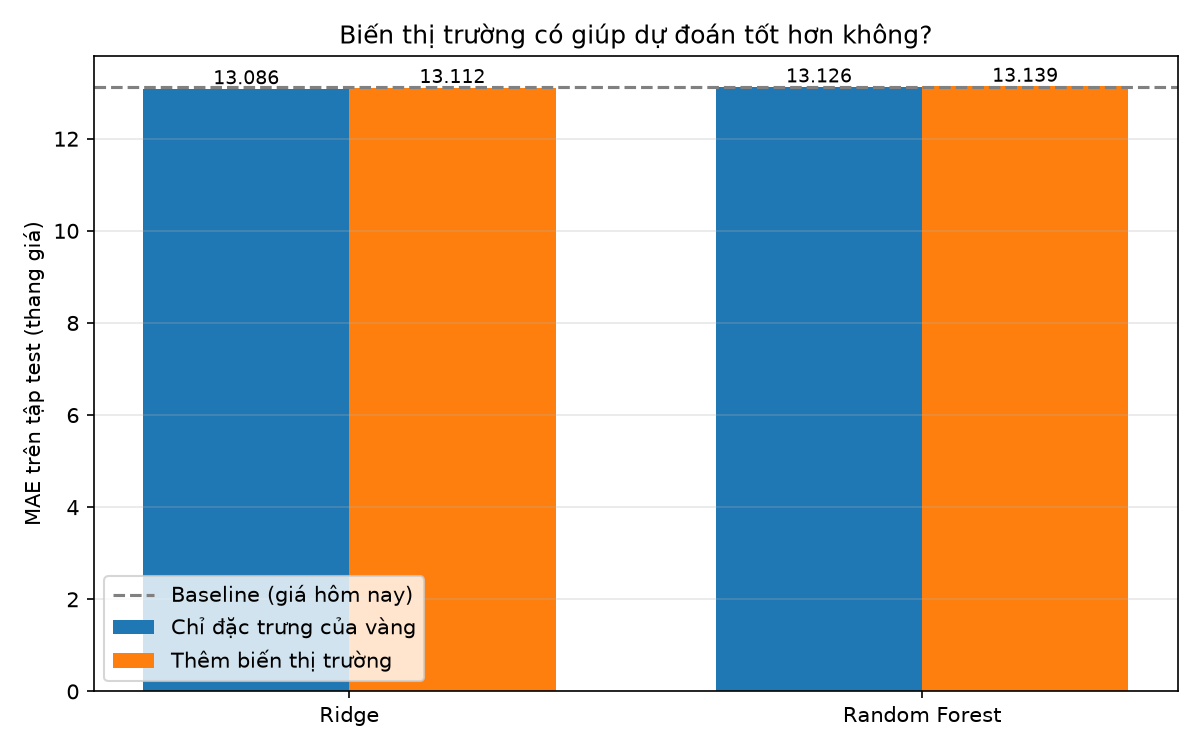 Biến thị trường có giúp dự đoán tốt hơn không?
13.086
13.112
13.126
13.139
MAE trên tập test (thang giá)
12
10
8
6
4
2
0
Baseline (giá hôm nay)
Chỉ đặc trưng của vàng
Thêm biến thị trường
Ridge
Random Forest